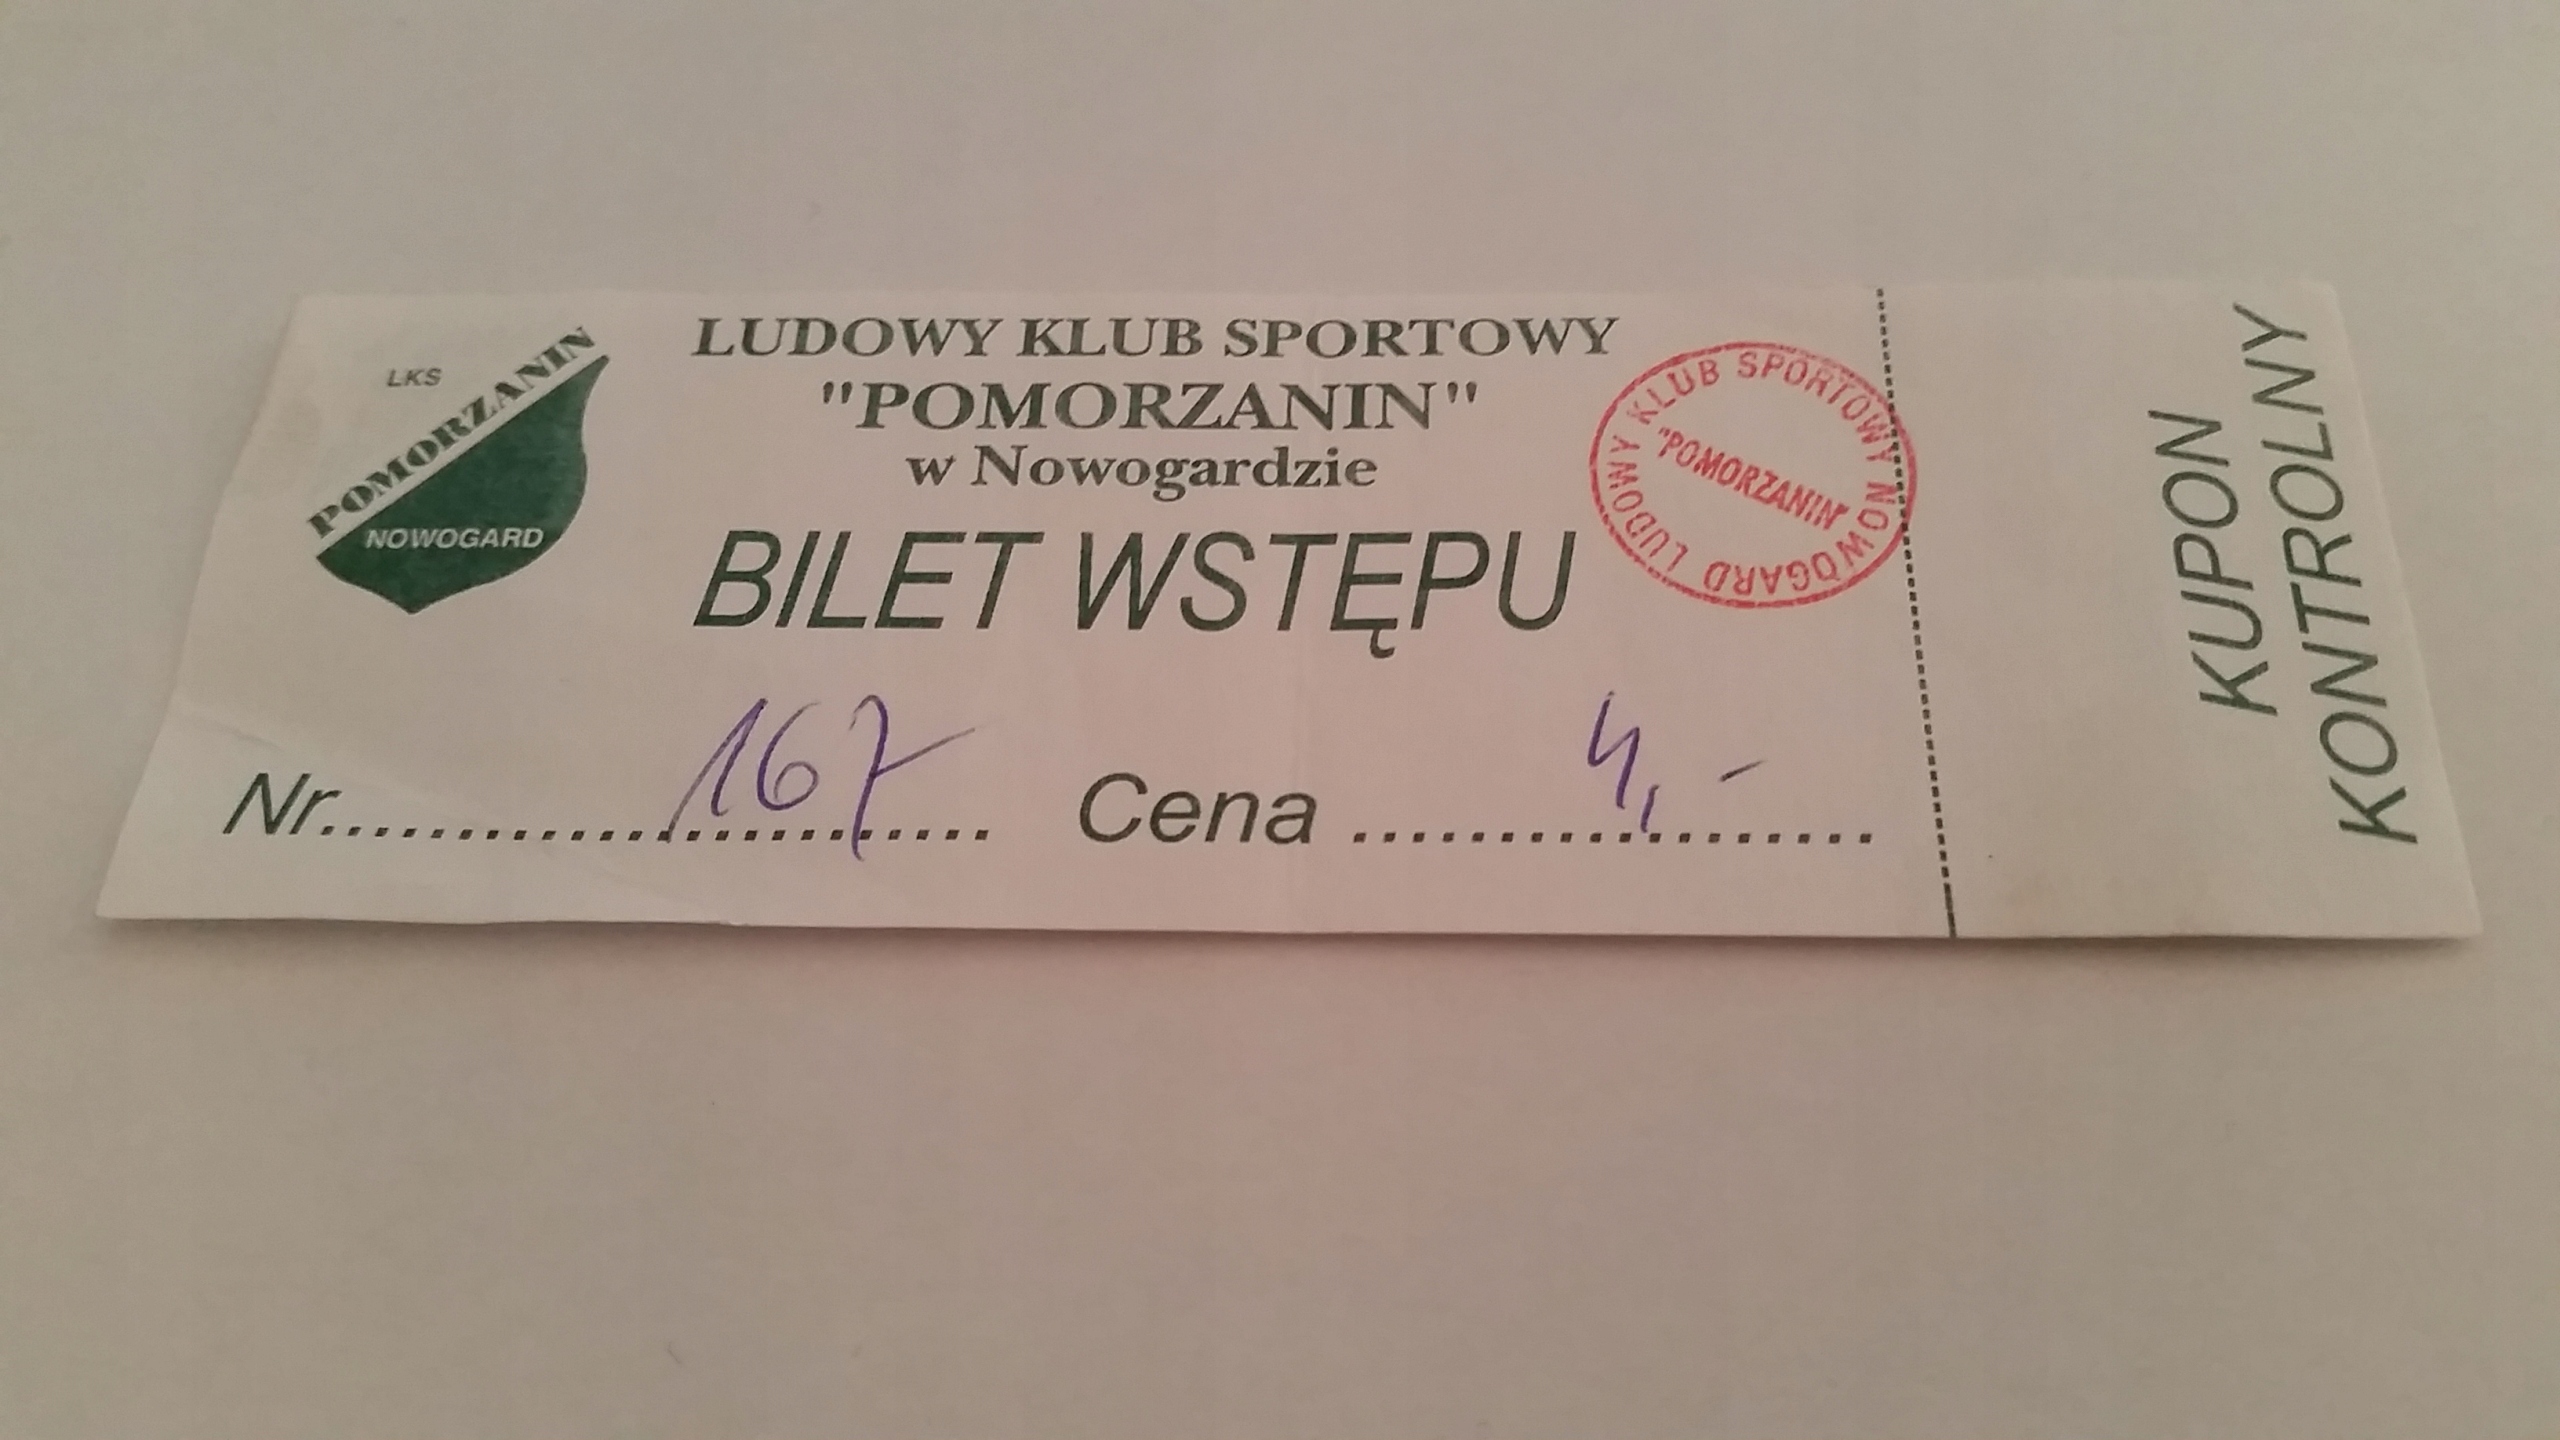 LKS
POMORZANIN
NOWOGARD
LUDOWY KLUB SPORTOWY
"POMORZANIN"
w Nowogardzie
BILET WSTĘPU
LUDOWY KLUB SPORTOWY NOWOGARD
"POMORZANIN"
Nr.......................... 167
Cena .................. 4,-
KUPON
KONTROLNY